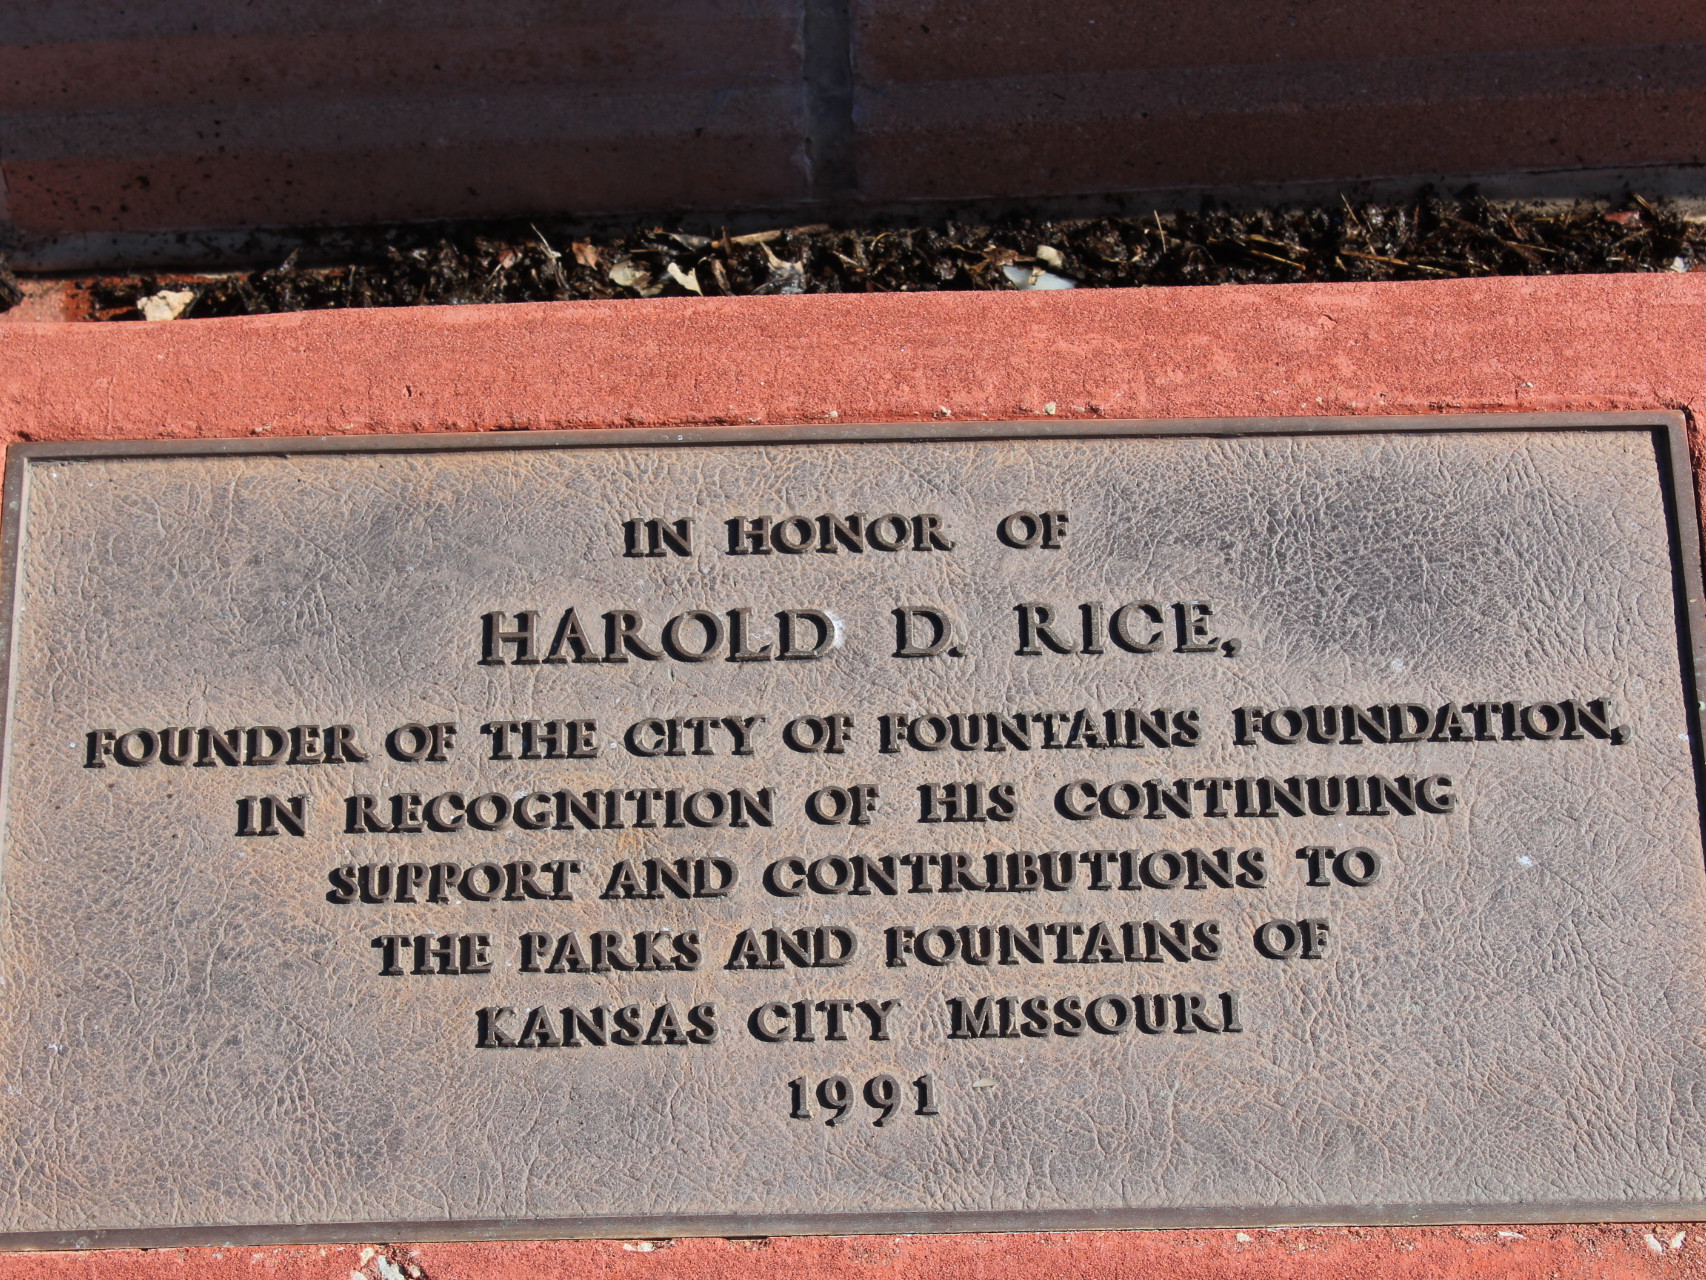 IN HONOR OF
HAROLD D. RICE,
FOUNDER OF THE CITY OF FOUNTAINS FOUNDATION,
IN RECOGNITION OF HIS CONTINUING
SUPPORT AND CONTRIBUTIONS TO
THE PARKS AND FOUNTAINS OF
KANSAS CITY MISSOURI
1991